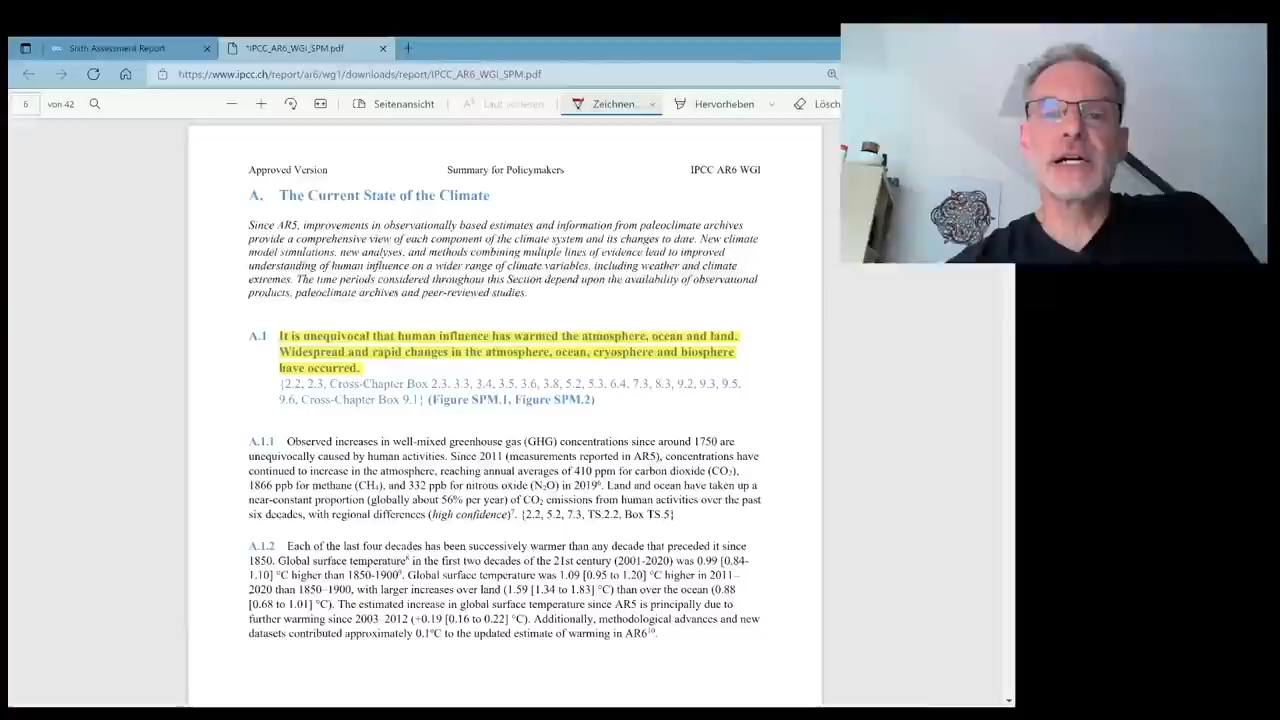 Sixth Assessment Report
*IPCC_AR6_WGI_SPM.pdf
https://www.ipcc.ch/report/ar6/wg1/downloads/report/IPCC_AR6_WGI_SPM.pdf
6 von 42 Seitenansicht Laut vorlesen Zeichnen Hervorheben Lösch
Approved Version Summary for Policymakers IPCC AR6 WGI
A. The Current State of the Climate
Since AR5, improvements in observationally based estimates and information from paleoclimate archives
provide a comprehensive view of each component of the climate system and its changes to date. New climate
model simulations, new analyses, and methods combining multiple lines of evidence lead to improved
understanding of human influence on a wider range of climate variables, including weather and climate
extremes. The time periods considered throughout this Section depend upon the availability of observational
products, paleoclimate archives and peer-reviewed studies.
A.1 It is unequivocal that human influence has warmed the atmosphere, ocean and land.
Widespread and rapid changes in the atmosphere, ocean, cryosphere and biosphere
have occurred.
{2.2, 2.3, Cross-Chapter Box 2.3, 3.3, 3.4, 3.5, 3.6, 3.8, 5.2, 5.3, 6.4, 7.3, 8.3, 9.2, 9.3, 9.5,
9.6, Cross-Chapter Box 9.1} (Figure SPM.1, Figure SPM.2)
A.1.1 Observed increases in well-mixed greenhouse gas (GHG) concentrations since around 1750 are
unequivocally caused by human activities. Since 2011 (measurements reported in AR5), concentrations have
continued to increase in the atmosphere, reaching annual averages of 410 ppm for carbon dioxide (CO₂),
1866 ppb for methane (CH₄), and 332 ppb for nitrous oxide (N₂O) in 2019⁶. Land and ocean have taken up a
near-constant proportion (globally about 56% per year) of CO₂ emissions from human activities over the past
six decades, with regional differences (high confidence)⁷. {2.2, 5.2, 7.3, TS.2.2, Box TS.5}
A.1.2 Each of the last four decades has been successively warmer than any decade that preceded it since
1850. Global surface temperature⁸ in the first two decades of the 21st century (2001-2020) was 0.99 [0.84-
1.10] °C higher than 1850-1900⁹. Global surface temperature was 1.09 [0.95 to 1.20] °C higher in 2011–
2020 than 1850–1900, with larger increases over land (1.59 [1.34 to 1.83] °C) than over the ocean (0.88
[0.68 to 1.01] °C). The estimated increase in global surface temperature since AR5 is principally due to
further warming since 2003–2012 (+0.19 [0.16 to 0.22] °C). Additionally, methodological advances and new
datasets contributed approximately 0.1ºC to the updated estimate of warming in AR6¹⁰.